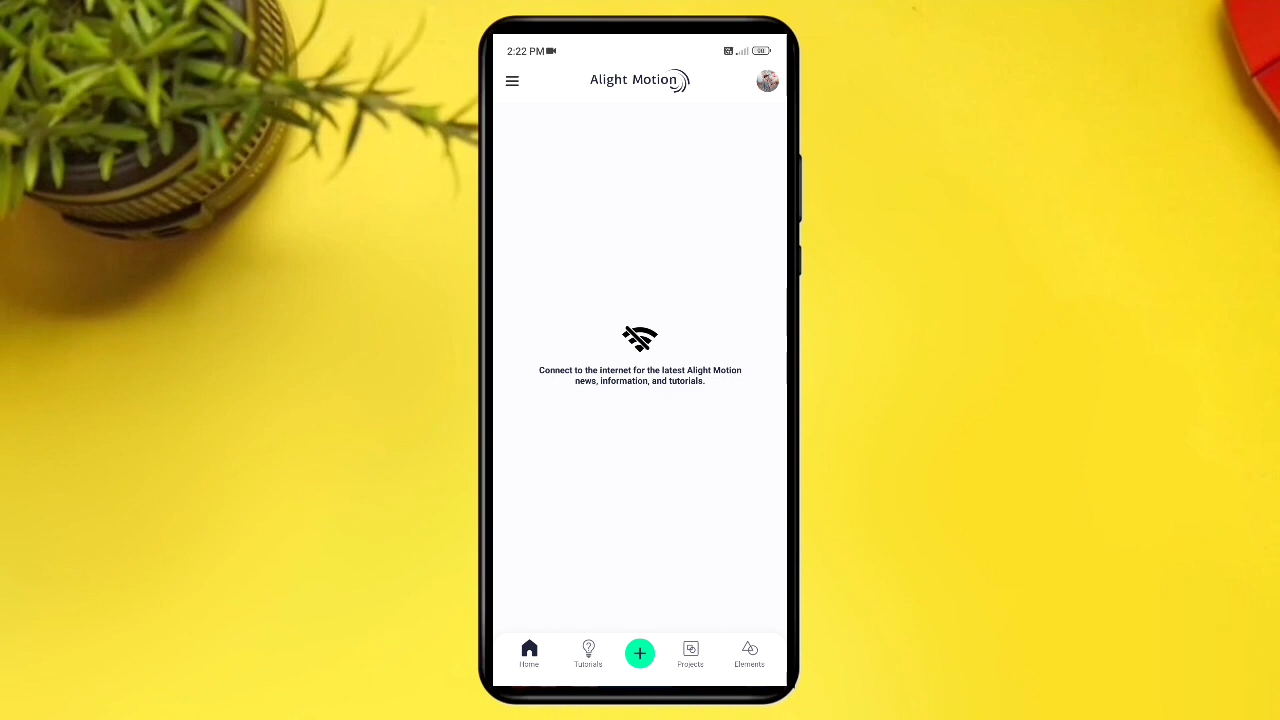 2:22 PM
98
Alight Motion
Connect to the internet for the latest Alight Motion
news, information, and tutorials.
Home
Tutorials
Projects
Elements